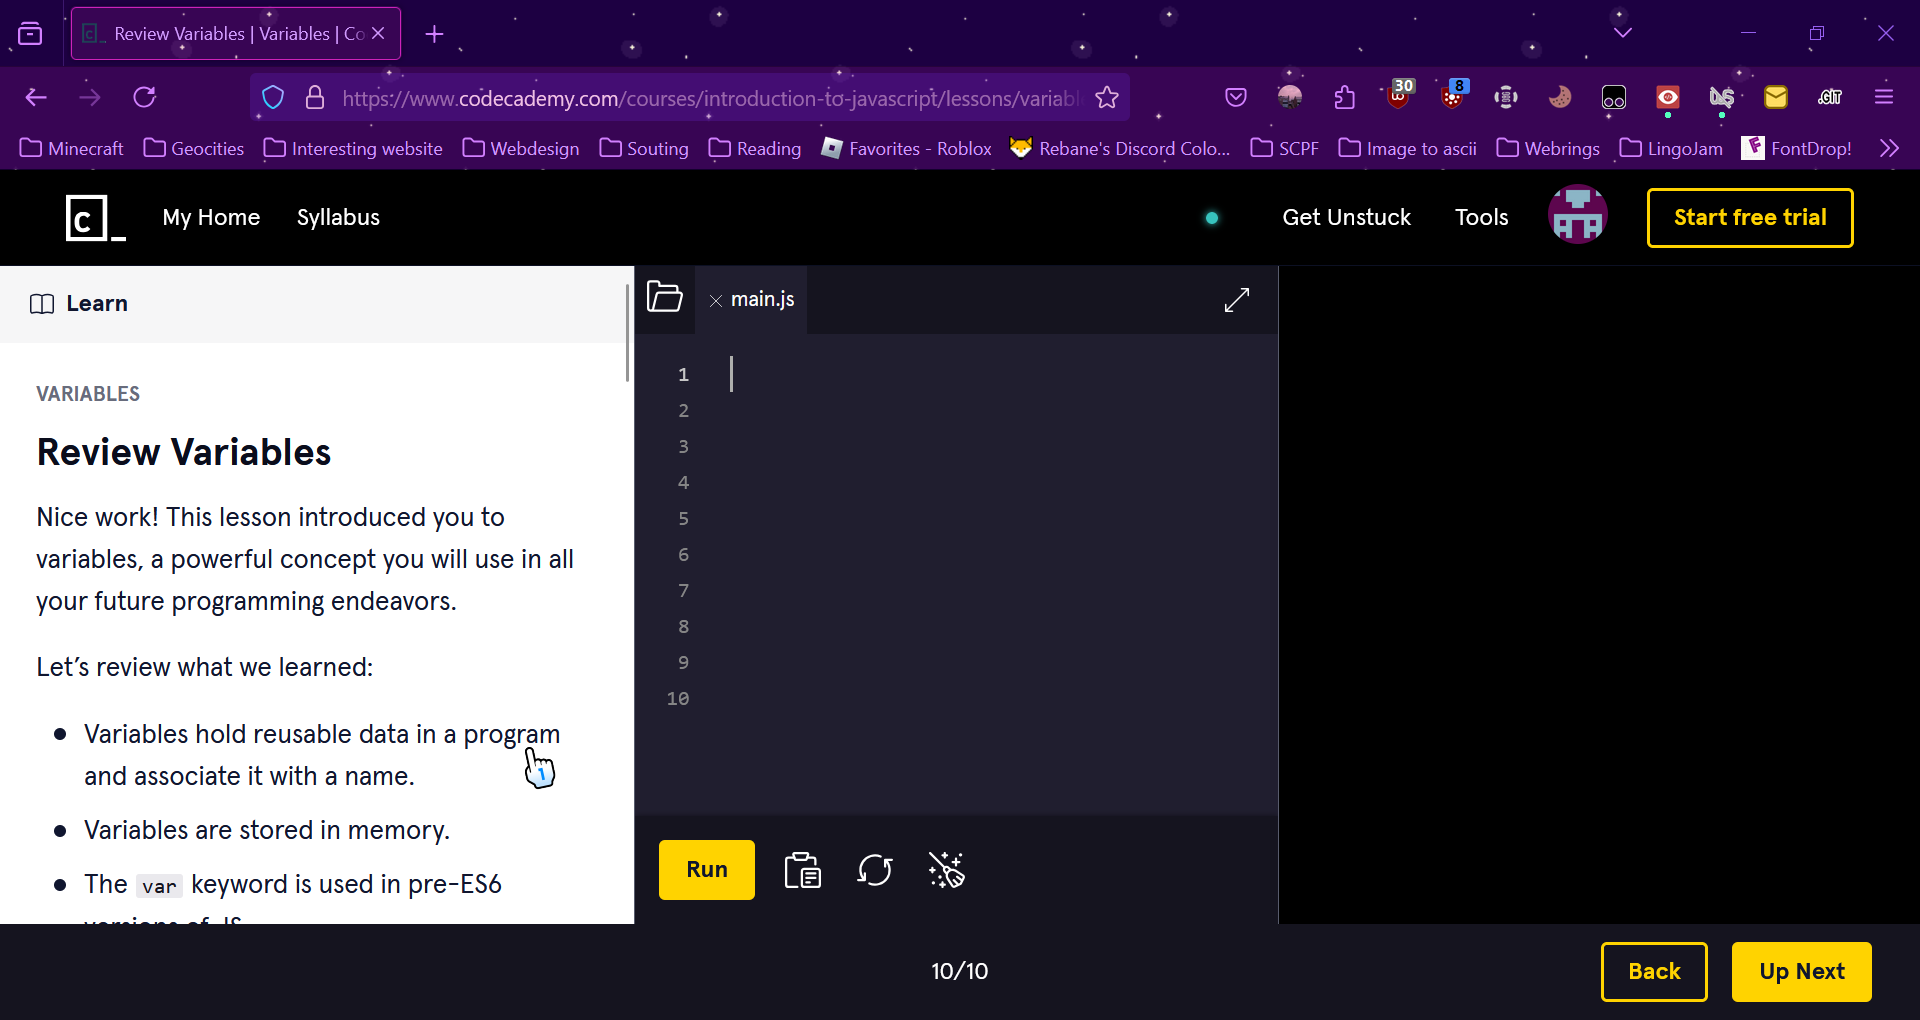 Review Variables | Variables | Co
https://www.codecademy.com/courses/introduction-to-javascript/lessons/variabl
30
8
.GIT
Minecraft Geocities Interesting website Webdesign Souting Reading Favorites - Roblox Rebane's Discord Colo... SCPF Image to ascii Webrings LingoJam FontDrop!
C_ My Home Syllabus Get Unstuck Tools Start free trial
Learn
main.js
VARIABLES
Review Variables
Nice work! This lesson introduced you to
variables, a powerful concept you will use in all
your future programming endeavors.
Let’s review what we learned:
Variables hold reusable data in a program
and associate it with a name.
Variables are stored in memory.
The var keyword is used in pre-ES6
versions of JS.
1
2
3
4
5
6
7
8
9
10
Run
10/10
Back
Up Next